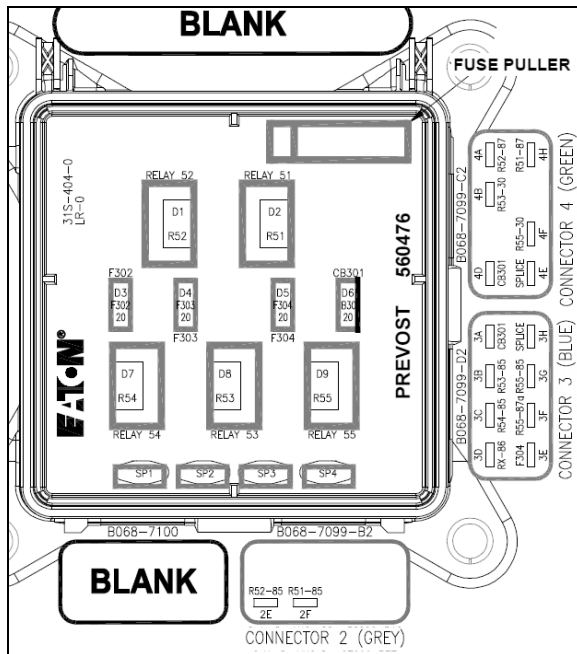 BLANK
FUSE PULLER
31S-404-0
LR-0
RELAY 52
D1
R52
RELAY 51
D2
R51
F302
D3
F302
20
D4
F303
20
F303
D5
F304
20
F304
CB301
D6
B30
20
EATON®
PREVOST 560476
D7
R54
RELAY 54
D8
R53
RELAY 53
D9
R55
RELAY 55
SP1
SP2
SP3
SP4
B068-7099-C2
4A
R52-87
R51-87
4H
4B
R53-30
R55-30
4F
4D
CB301
SPLICE
4E
CONNECTOR 4 (GREEN)
B068-7099-D2
3A
CB301
SPLICE
3H
3B
R53-85
R55-85
3G
3C
R54-85
R55-87a
3F
3D
RX-86
F304
3E
CONNECTOR 3 (BLUE)
B068-7100
B068-7099-B2
BLANK
R52-85 R51-85
2E 2F
CONNECTOR 2 (GREY)